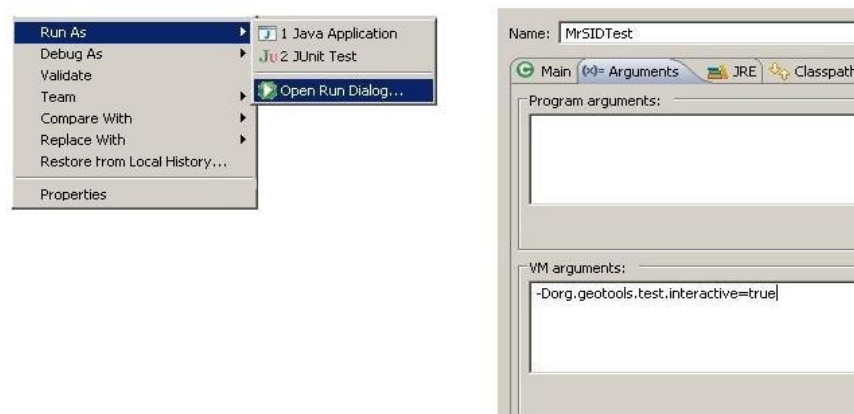 Run As
Debug As
Validate
Team
Compare With
Replace With
Restore from Local History...
Properties
1 Java Application
Ju 2 JUnit Test
Open Run Dialog...
Name: MrSIDTest
Main (x)= Arguments JRE Classpath
Program arguments:
VM arguments:
-Dorg.geotools.test.interactive=true